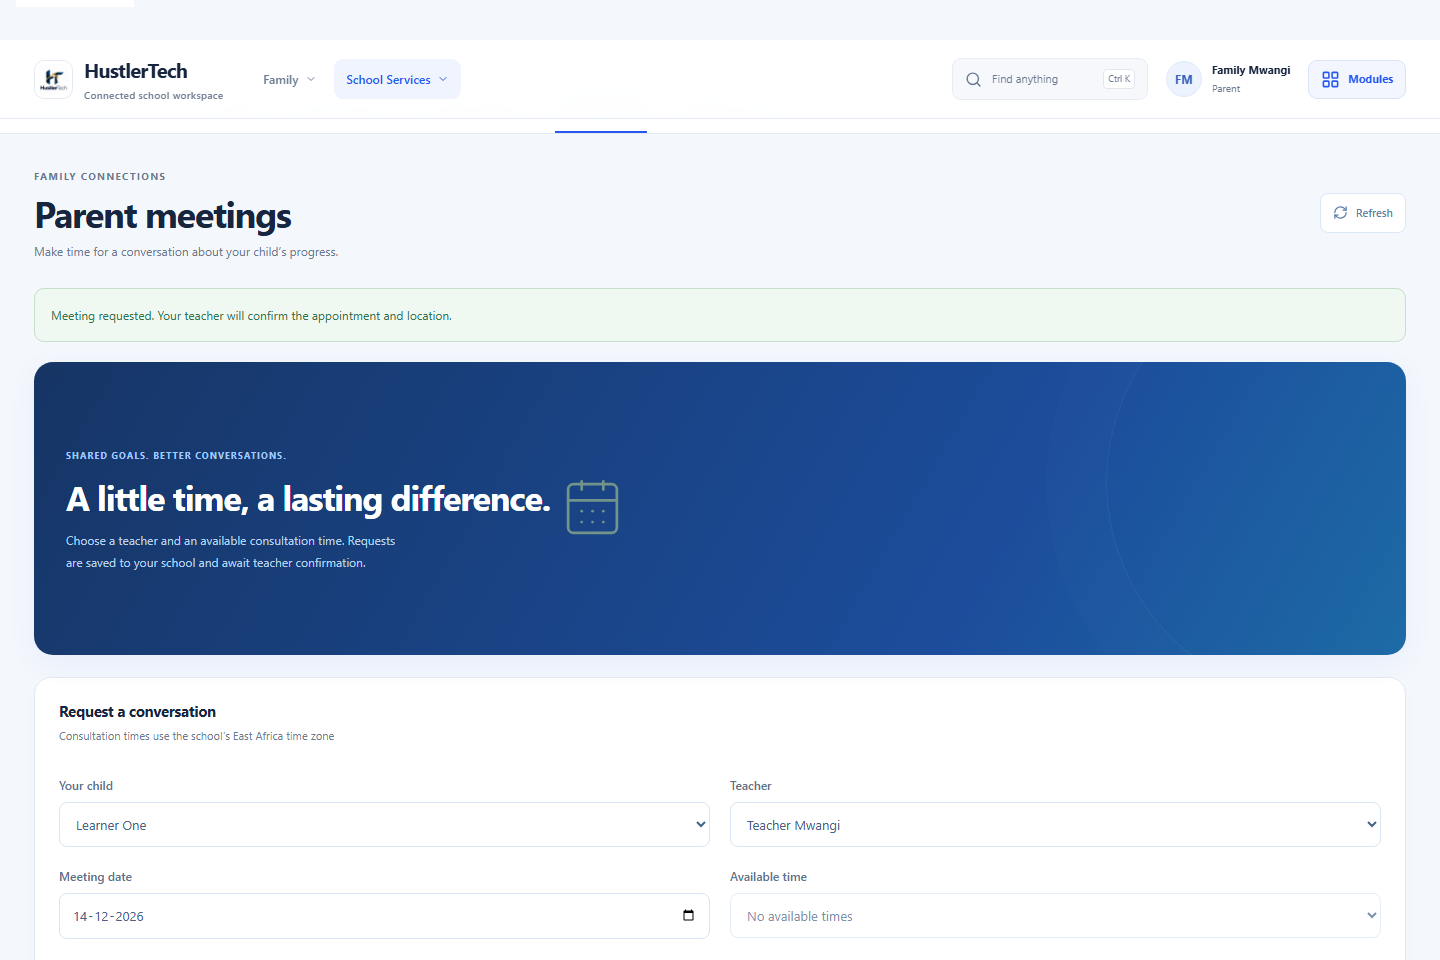 HustlerTech
Connected school workspace
Family
School Services
Find anything
Ctrl K
FM
Family Mwangi
Parent
Modules
FAMILY CONNECTIONS
Parent meetings
Make time for a conversation about your child's progress.
Refresh
Meeting requested. Your teacher will confirm the appointment and location.
SHARED GOALS. BETTER CONVERSATIONS.
A little time, a lasting difference.
Choose a teacher and an available consultation time. Requests
are saved to your school and await teacher confirmation.
Request a conversation
Consultation times use the school's East Africa time zone
Your child
Teacher
Learner One
Teacher Mwangi
Meeting date
Available time
14-12-2026
No available times